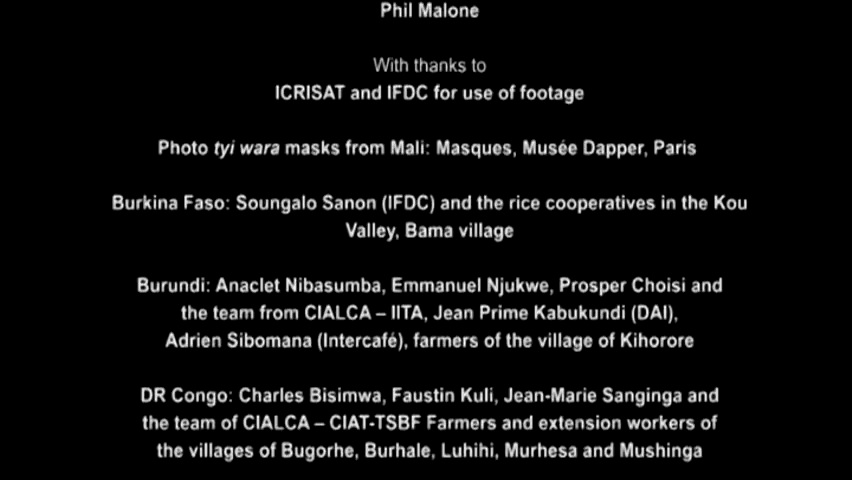 Phil Malone
With thanks to
ICRISAT and IFDC for use of footage
Photo tyi wara masks from Mali: Masques, Musée Dapper, Paris
Burkina Faso: Soungalo Sanon (IFDC) and the rice cooperatives in the Kou
Valley, Bama village
Burundi: Anaclet Nibasumba, Emmanuel Njukwe, Prosper Choisi and
the team from CIALCA – IITA, Jean Prime Kabukundi (DAI),
Adrien Sibomana (Intercafé), farmers of the village of Kihorore
DR Congo: Charles Bisimwa, Faustin Kuli, Jean-Marie Sanginga and
the team of CIALCA – CIAT-TSBF Farmers and extension workers of
the villages of Bugorhe, Burhale, Luhihi, Murhesa and Mushinga